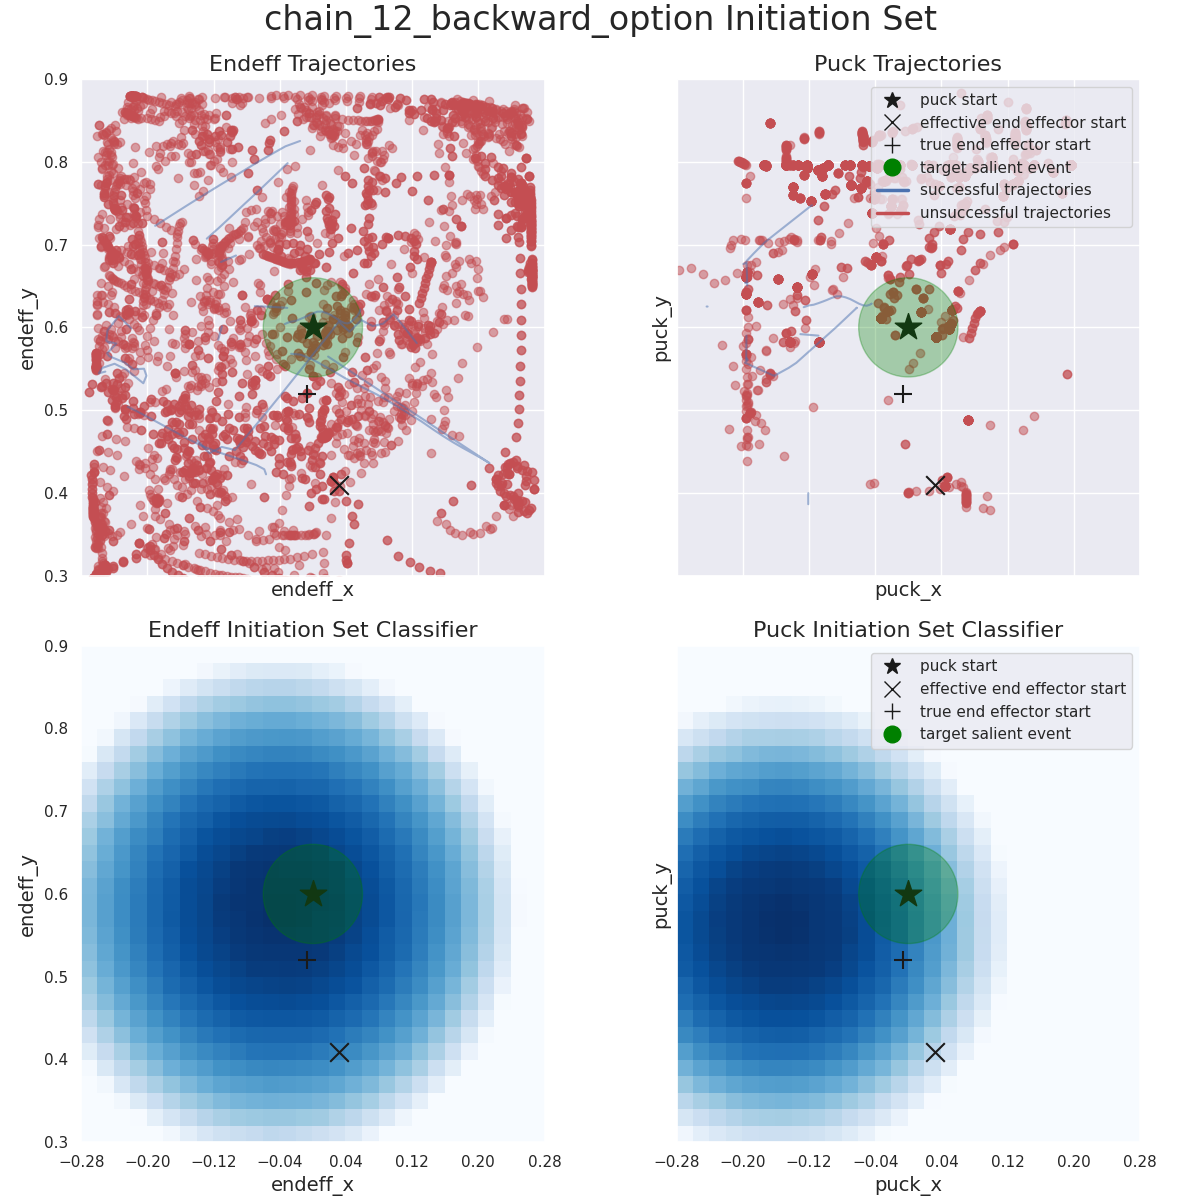 chain_12_backward_option Initiation Set
Endeff Trajectories
Puck Trajectories
0.9
0.8
0.7
0.6
0.5
0.4
0.3
endeff_y
endeff_x
puck_y
puck_x
puck start
effective end effector start
true end effector start
target salient event
successful trajectories
unsuccessful trajectories
Endeff Initiation Set Classifier
Puck Initiation Set Classifier
0.9
0.8
0.7
0.6
0.5
0.4
0.3
endeff_y
−0.28 −0.20 −0.12 −0.04 0.04 0.12 0.20 0.28
endeff_x
puck_y
puck start
effective end effector start
true end effector start
target salient event
−0.28 −0.20 −0.12 −0.04 0.04 0.12 0.20 0.28
puck_x